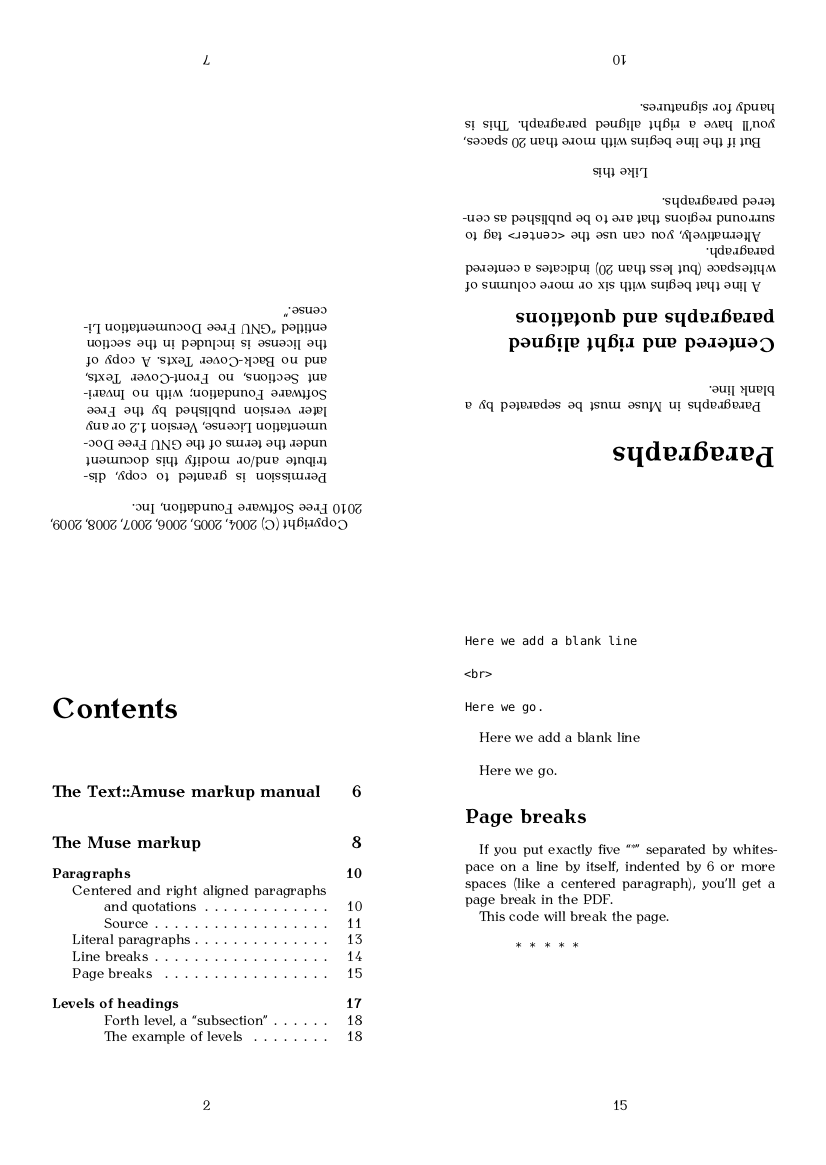 7
Copyright (C) 2004, 2005, 2006, 2007, 2008, 2009,
2010 Free Software Foundation, Inc.
Permission is granted to copy, dis-
tribute and/or modify this document
under the terms of the GNU Free Doc-
umentation License, Version 1.2 or any
later version published by the Free
Software Foundation; with no Invari-
ant Sections, no Front-Cover Texts,
and no Back-Cover Texts. A copy of
the license is included in the section
entitled “GNU Free Documentation Li-
cense.”
10
Paragraphs
Paragraphs in Muse must be separated by a
blank line.
Centered and right aligned
paragraphs and quotations
A line that begins with six or more columns of
whitespace (but less than 20) indicates a centered
paragraph.
Alternatively, you can use the <center> tag to
surround regions that are to be published as cen-
tered paragraphs.
Like this
But if the line begins with more than 20 spaces,
you’ll have a right aligned paragraph. This is
handy for signatures.
Contents
The Text::Amuse markup manual 6
The Muse markup 8
Paragraphs 10
Centered and right aligned paragraphs
and quotations . . . . . . . . . . . . . 10
Source . . . . . . . . . . . . . . . . . . 11
Literal paragraphs . . . . . . . . . . . . . . 13
Line breaks . . . . . . . . . . . . . . . . . . 14
Page breaks . . . . . . . . . . . . . . . . . 15
Levels of headings 17
Forth level, a “subsection” . . . . . . 18
The example of levels . . . . . . . . 18
2
Here we add a blank line
<br>
Here we go.
Here we add a blank line
Here we go.
Page breaks
If you put exactly five “*” separated by whites-
pace on a line by itself, indented by 6 or more
spaces (like a centered paragraph), you’ll get a
page break in the PDF.
This code will break the page.
* * * * *
15